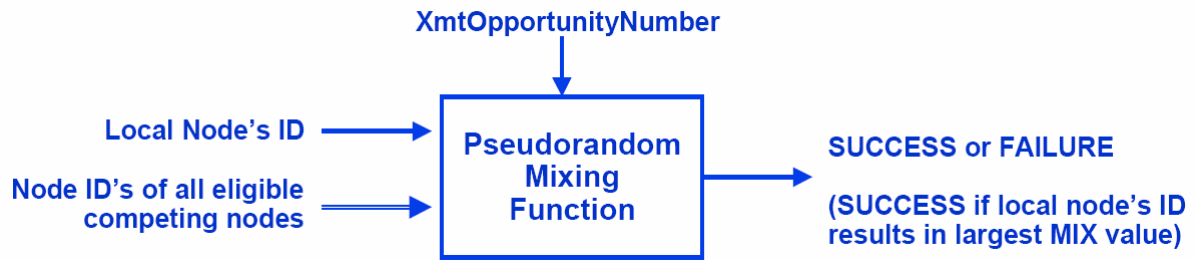 XmtOpportunityNumber
Local Node's ID
Node ID's of all eligible
competing nodes
Pseudorandom
Mixing
Function
SUCCESS or FAILURE
(SUCCESS if local node's ID
results in largest MIX value)